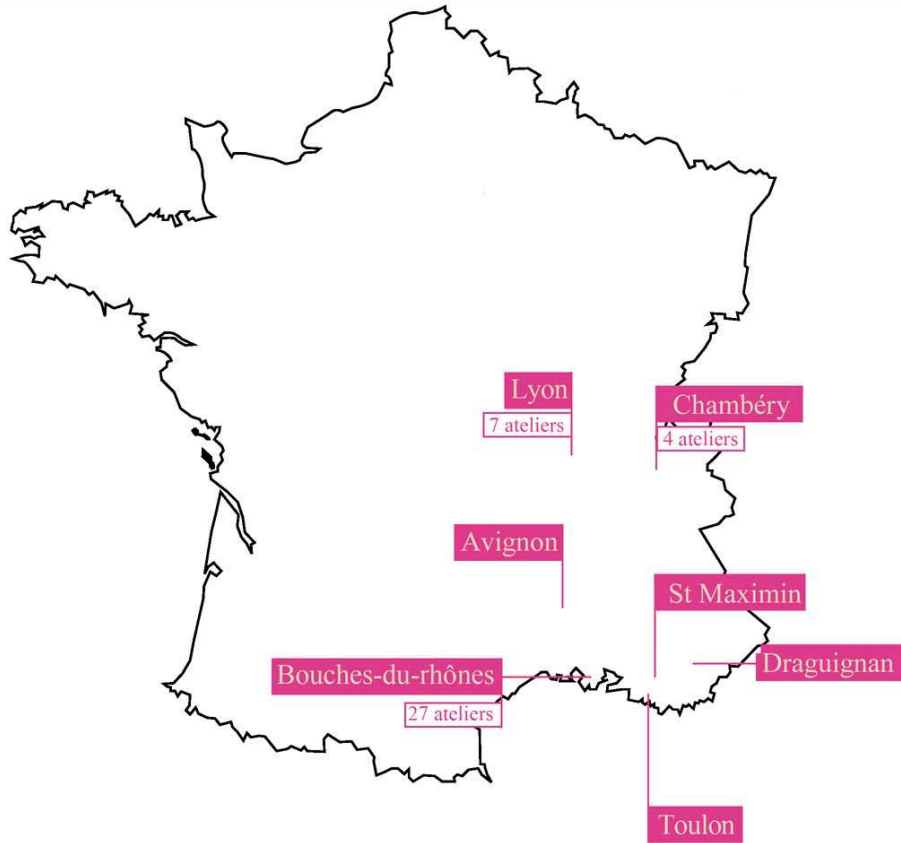 Lyon
7 ateliers
Chambéry
4 ateliers
Avignon
St Maximin
Draguignan
Bouches-du-rhônes
27 ateliers
Toulon